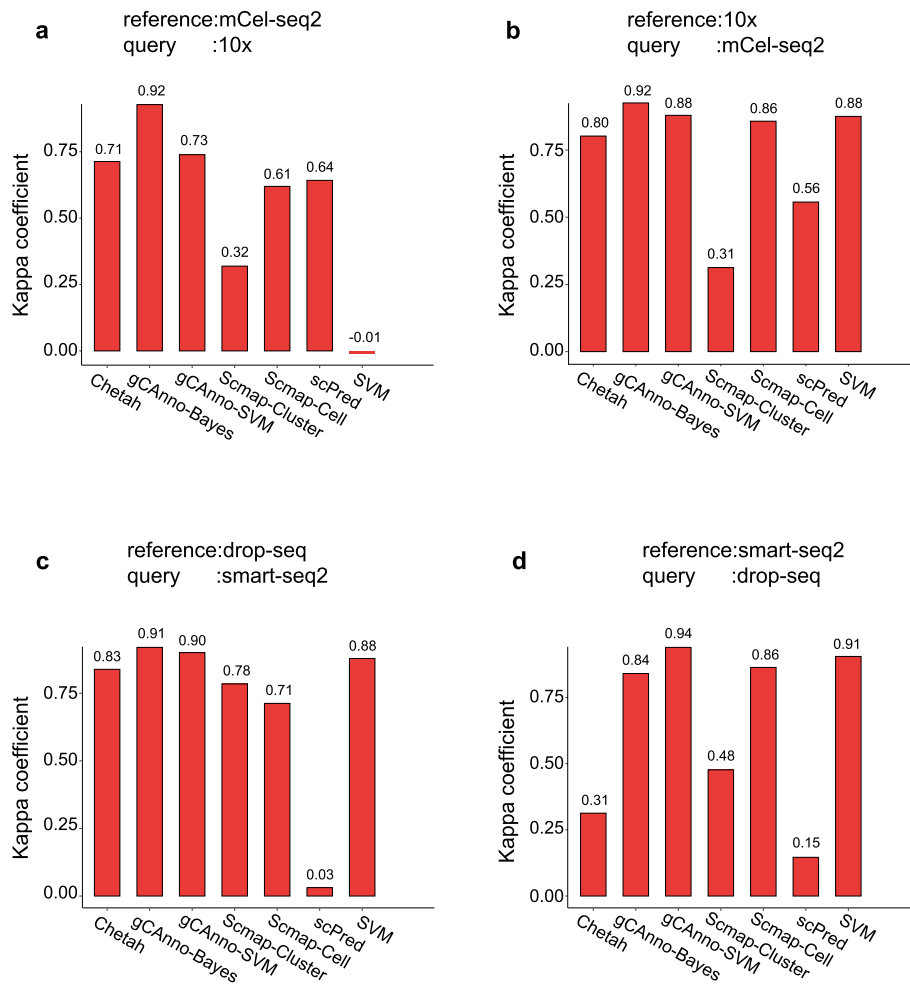 a
reference:mCel-seq2
query :10x
Kappa coefficient
0.75
0.50
0.25
0.00
0.71
0.92
0.73
0.32
0.61
0.64
-0.01
Chetah
gCAnno-Bayes
gCAnno-SVM
Scmap-Cluster
Scmap-Cell
scPred
SVM
b
reference:10x
query :mCel-seq2
Kappa coefficient
0.75
0.50
0.25
0.00
0.80
0.92
0.88
0.31
0.86
0.56
0.88
Chetah
gCAnno-Bayes
gCAnno-SVM
Scmap-Cluster
Scmap-Cell
scPred
SVM
c
reference:drop-seq
query :smart-seq2
Kappa coefficient
0.75
0.50
0.25
0.00
0.83
0.91
0.90
0.78
0.71
0.03
0.88
Chetah
gCAnno-Bayes
gCAnno-SVM
Scmap-Cluster
Scmap-Cell
scPred
SVM
d
reference:smart-seq2
query :drop-seq
Kappa coefficient
0.75
0.50
0.25
0.00
0.31
0.84
0.94
0.48
0.86
0.15
0.91
Chetah
gCAnno-Bayes
gCAnno-SVM
Scmap-Cluster
Scmap-Cell
scPred
SVM